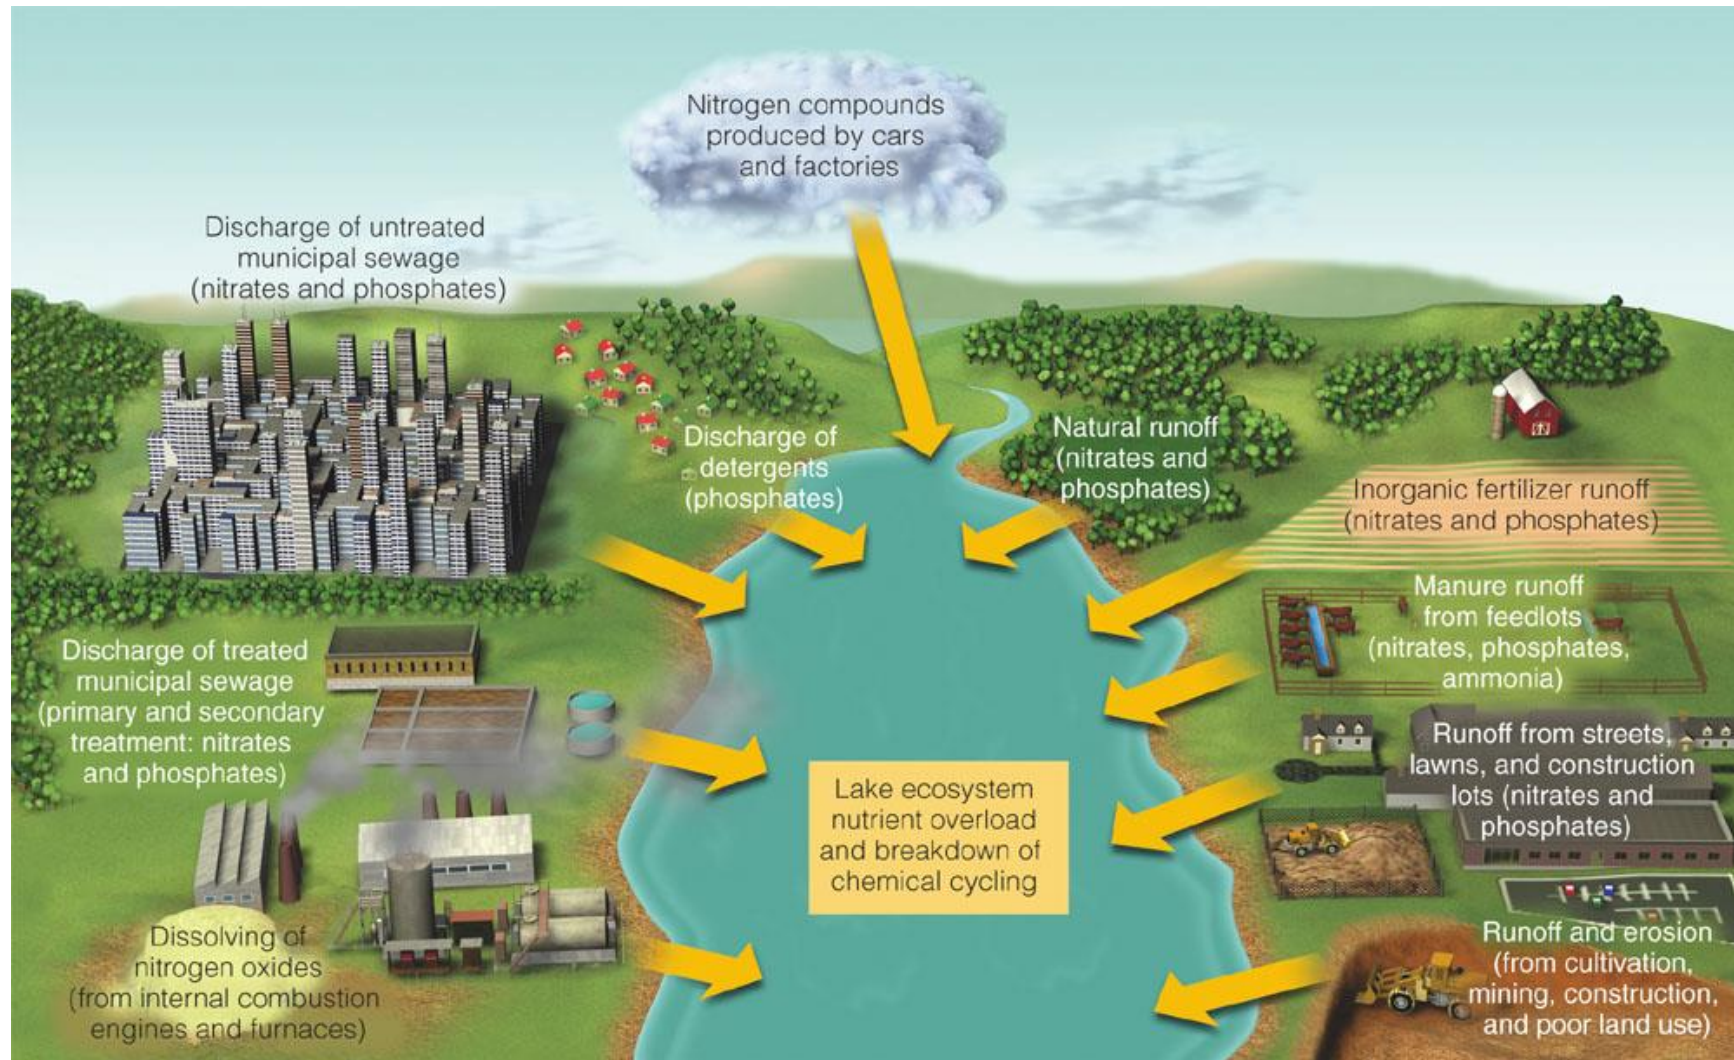 Nitrogen compounds
produced by cars
and factories
Discharge of untreated
municipal sewage
(nitrates and phosphates)
Discharge of
detergents
(phosphates)
Natural runoff
(nitrates and
phosphates)
Inorganic fertilizer runoff
(nitrates and phosphates)
Manure runoff
from feedlots
(nitrates, phosphates,
ammonia)
Discharge of treated
municipal sewage
(primary and secondary
treatment: nitrates
and phosphates)
Runoff from streets,
lawns, and construction
lots (nitrates and
phosphates)
Lake ecosystem
nutrient overload
and breakdown of
chemical cycling
Dissolving of
nitrogen oxides
(from internal combustion
engines and furnaces)
Runoff and erosion
(from cultivation,
mining, construction,
and poor land use)